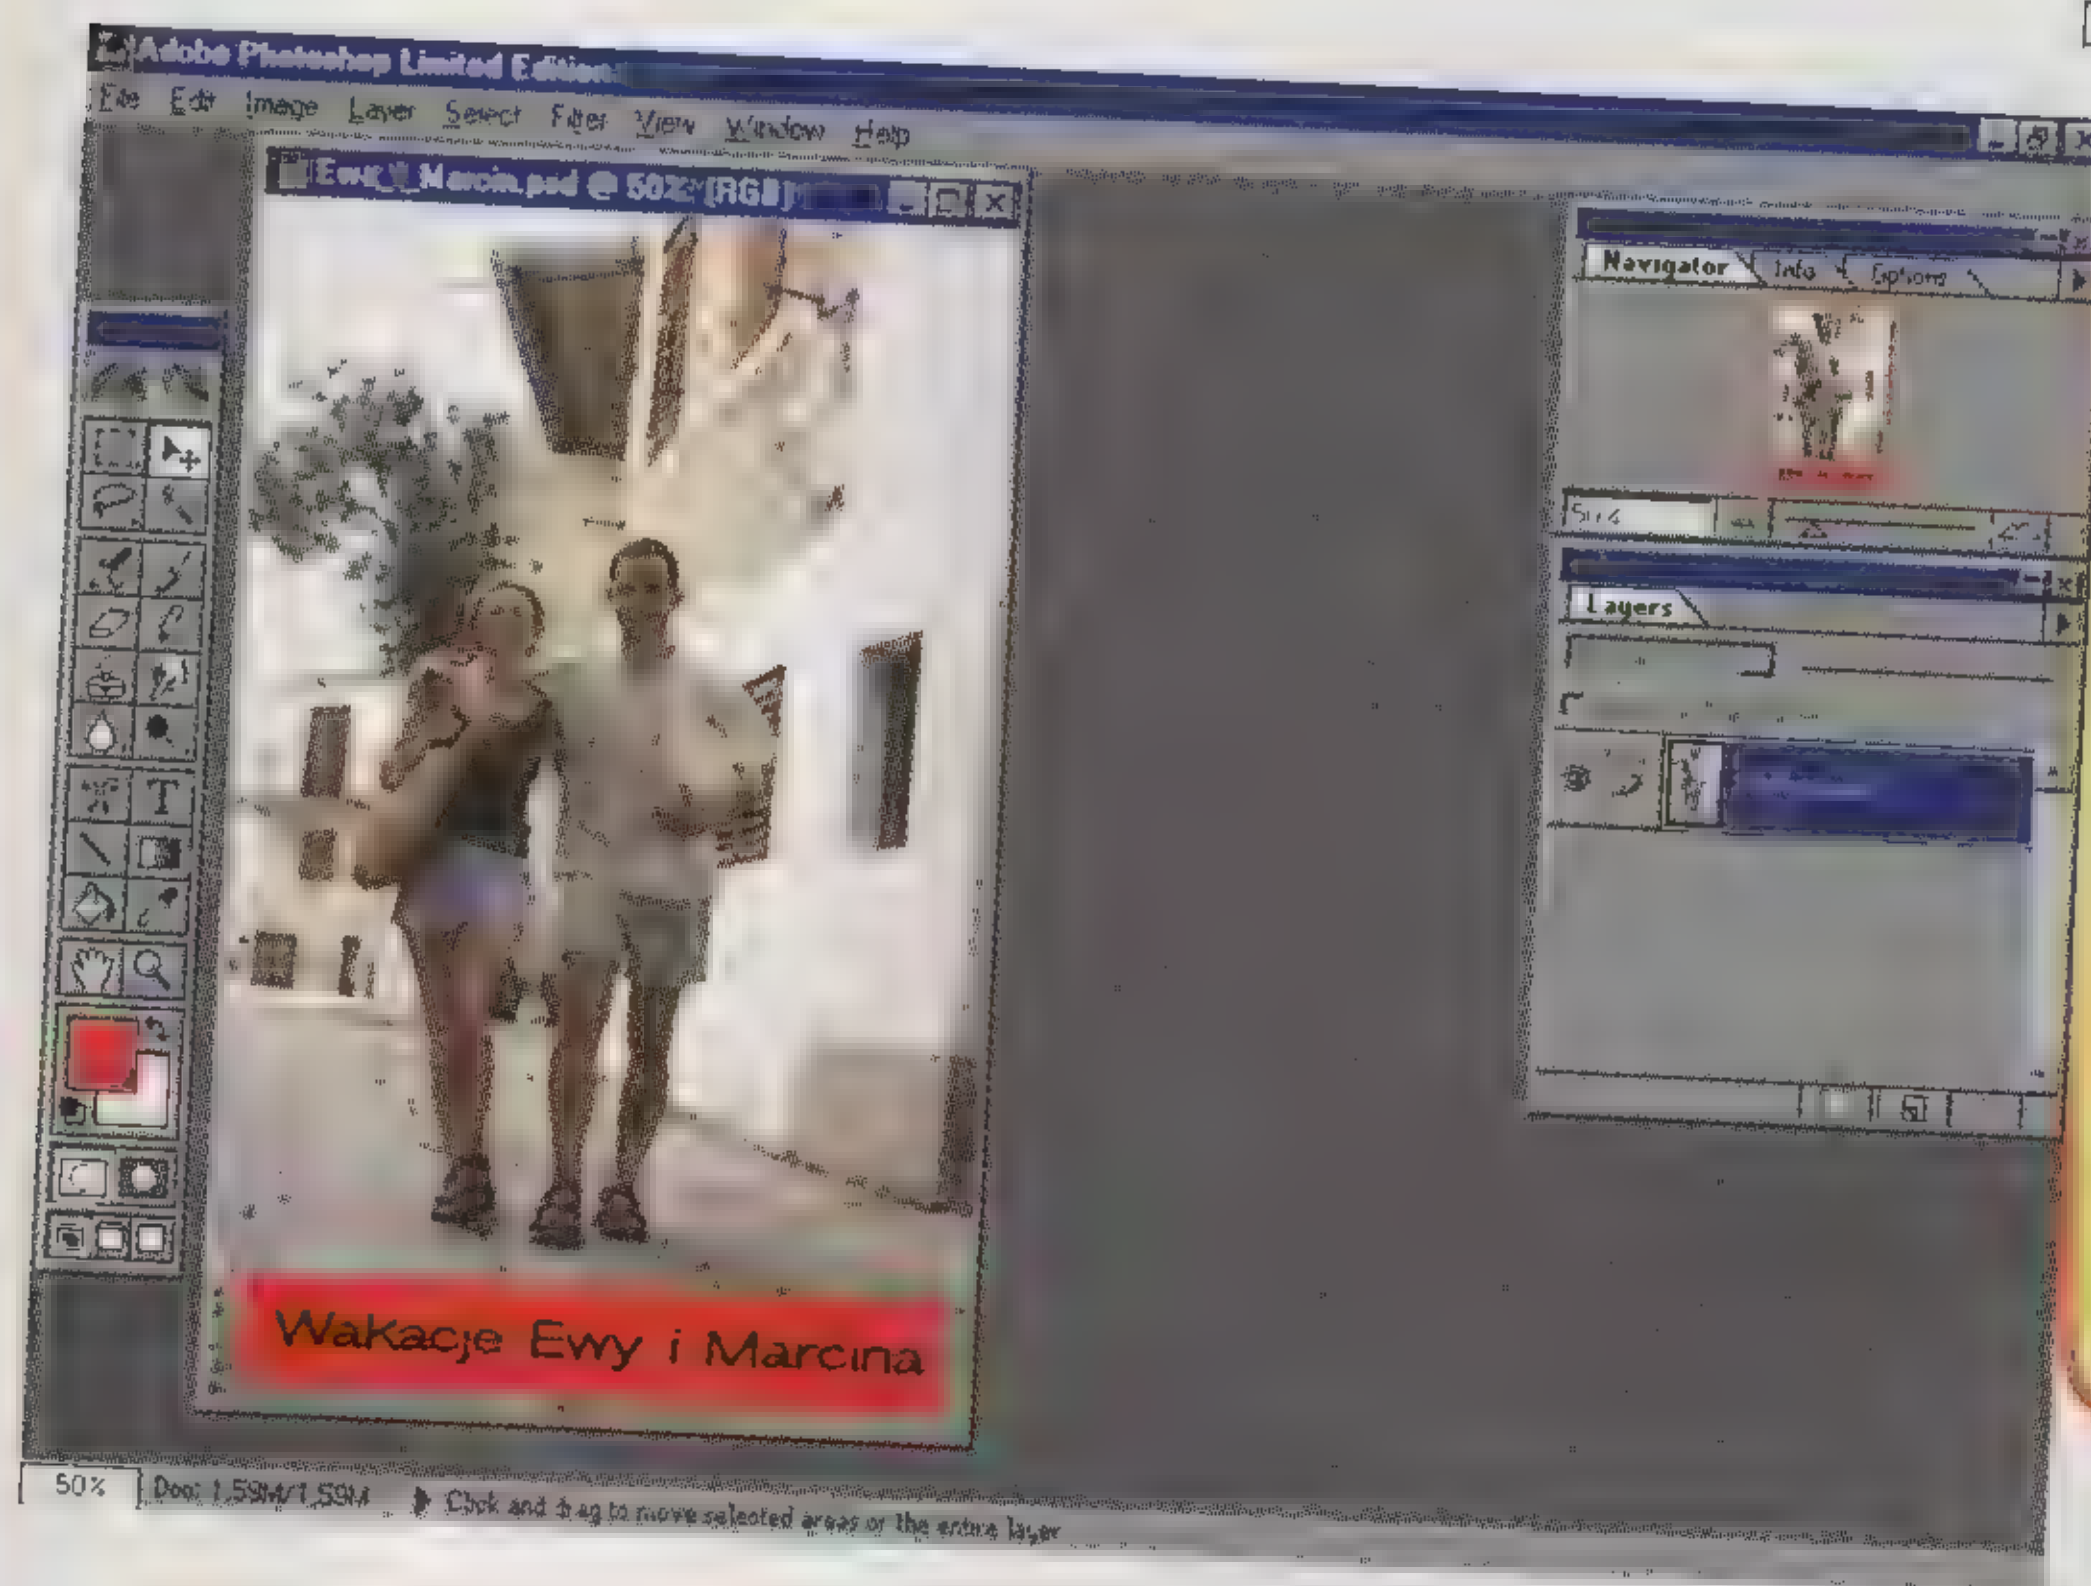 Adobe Photoshop Limited Edition
File Edit Image Layer Select Filter View Window Help
Marcin.psd @ 50% [RGB]
Navigator Info Options
Layers
T
Wakacje Ewy i Marcina
50% Doc: 1.59M/1.59M Click and drag to move selected areas or the entire layer